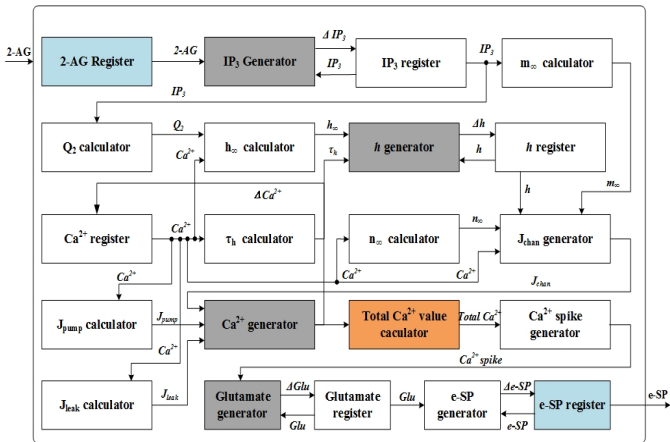 2-AG
2-AG Register
2-AG
IP3 Generator
Δ IP3
IP3
IP3 register
IP3
m∞ calculator
IP3
Q2 calculator
Q2
Ca2+
h∞ calculator
h∞
τh
h generator
Δh
h
h register
h
m∞
ΔCa2+
Ca2+ register
Ca2+
τh calculator
n∞ calculator
n∞
Jchan generator
Ca2+
Ca2+
Ca2+
Jchan
Jpump calculator
Jpump
Ca2+ generator
Total Ca2+ value
caculator
Total Ca2+
Ca2+ spike
generator
Ca2+
Ca2+ spike
Jleak calculator
Jleak
Glutamate
generator
ΔGlu
Glu
Glutamate
register
Glu
e-SP
generator
Δe-SP
e-SP
e-SP register
e-SP